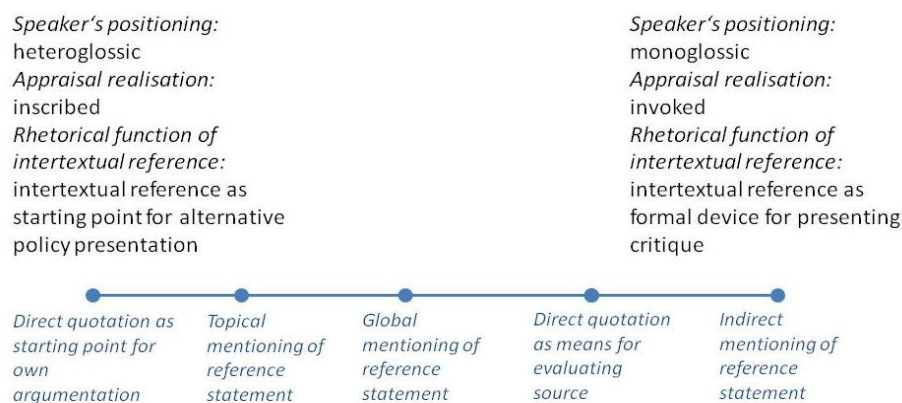 Speaker‘s positioning:
heteroglossic
Appraisal realisation:
inscribed
Rhetorical function of
intertextual reference:
intertextual reference as
starting point for alternative
policy presentation
Speaker‘s positioning:
monoglossic
Appraisal realisation:
invoked
Rhetorical function of
intertextual reference:
intertextual reference as
formal device for presenting
critique
Direct quotation as
starting point for
own
argumentation
Topical
mentioning of
reference
statement
Global
mentioning of
reference
statement
Direct quotation
as means for
evaluating
source
Indirect
mentioning of
reference
statement